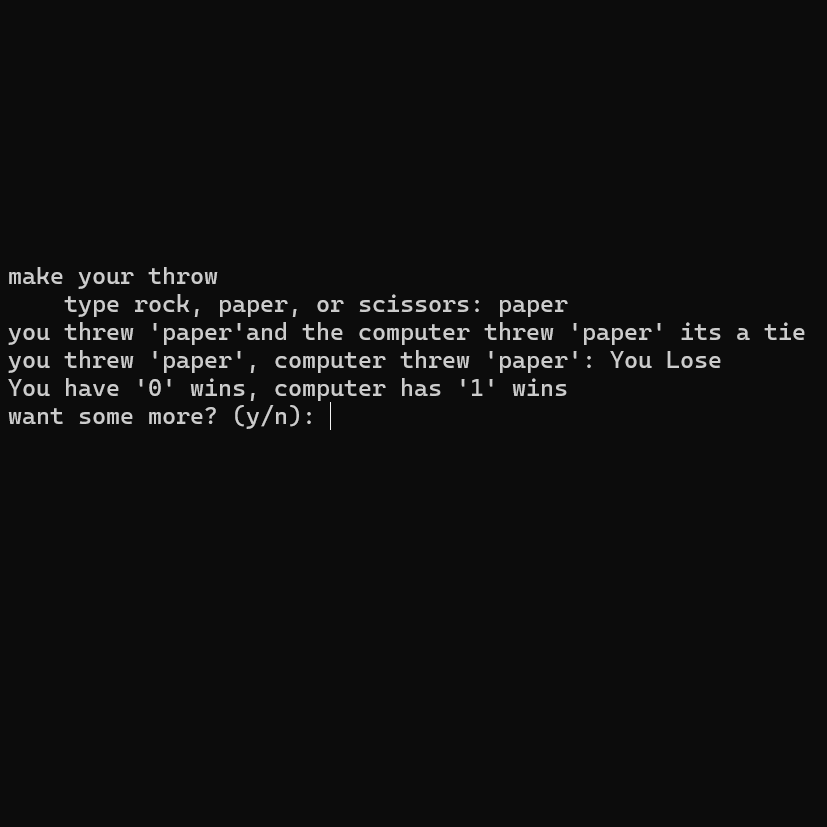 make your throw
    type rock, paper, or scissors: paper
you threw 'paper'and the computer threw 'paper' its a tie
you threw 'paper', computer threw 'paper': You Lose
You have '0' wins, computer has '1' wins
want some more? (y/n):